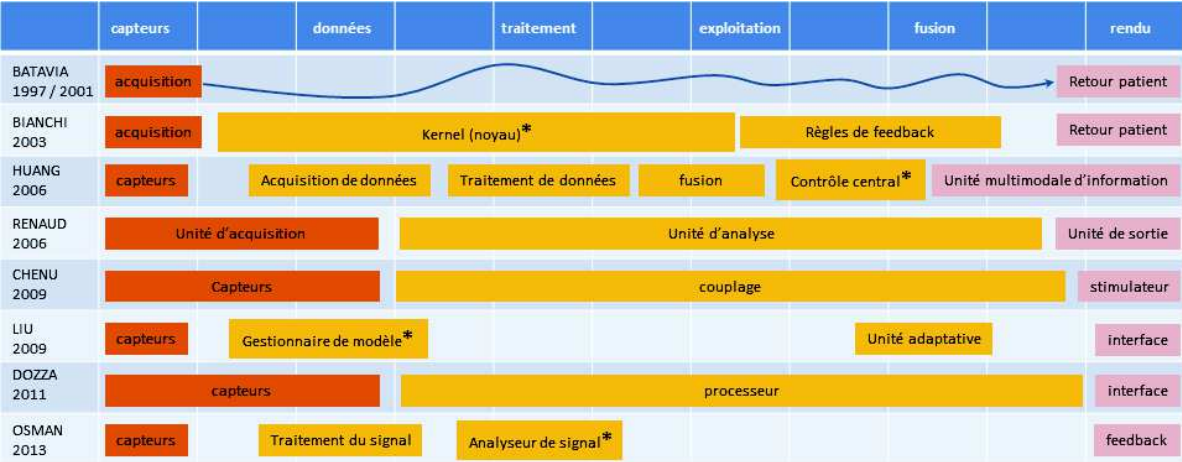 capteurs données traitement exploitation fusion rendu
BATAVIA
1997 / 2001
acquisition Retour patient
BIANCHI
2003
acquisition Kernel (noyau)* Règles de feedback Retour patient
HUANG
2006
capteurs Acquisition de données Traitement de données fusion Contrôle central* Unité multimodale d'information
RENAUD
2006
Unité d'acquisition Unité d'analyse Unité de sortie
CHENU
2009
Capteurs couplage stimulateur
LIU
2009
capteurs Gestionnaire de modèle* Unité adaptative interface
DOZZA
2011
capteurs processeur interface
OSMAN
2013
capteurs Traitement du signal Analyseur de signal* feedback